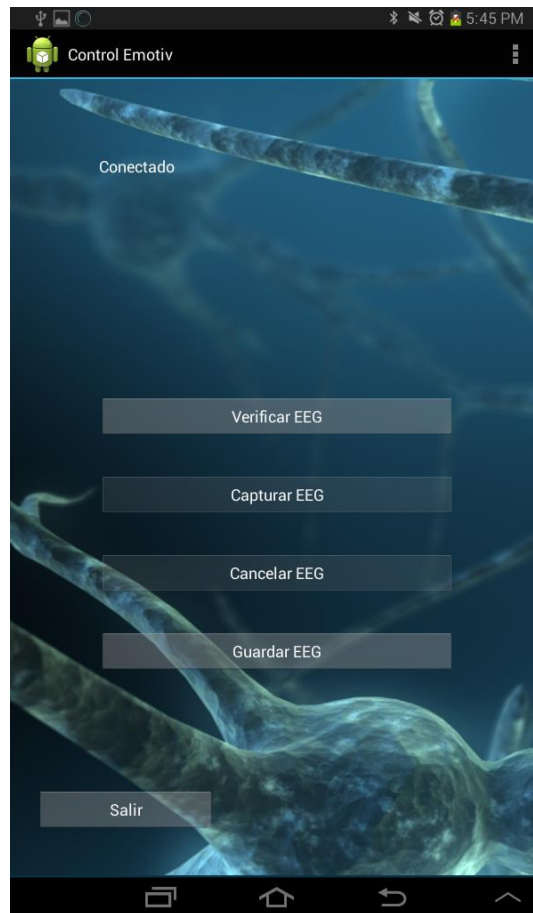 5:45 PM
Control Emotiv
Conectado
Verificar EEG
Capturar EEG
Cancelar EEG
Guardar EEG
Salir